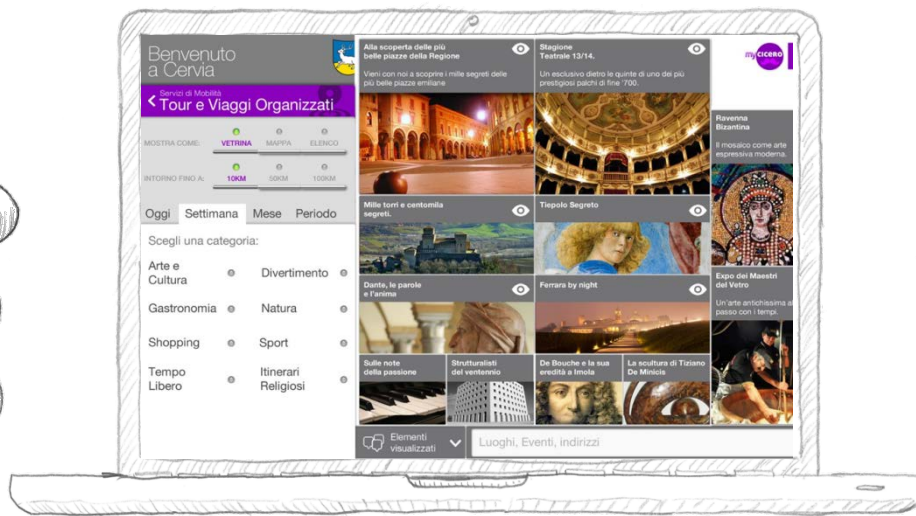 Benvenuto
a Cervia
Servizi di Mobilità
Tour e Viaggi Organizzati
MOSTRA COME:
VETRINA
MAPPA
ELENCO
INTORNO FINO A:
10KM
50KM
100KM
Oggi
Settimana
Mese
Periodo
Scegli una categoria:
Arte e
Cultura
Divertimento
Gastronomia
Natura
Shopping
Sport
Tempo
Libero
Itinerari
Religiosi
Alla scoperta delle più
belle piazze della Regione
Vieni con noi a scoprire i mille segreti delle
più belle piazze emiliane
Stagione
Teatrale 13/14.
Un esclusivo dietro le quinte di uno dei più
prestigiosi palchi di fine '700.
myCICERO
Ravenna
Bizantina
Il mosaico come arte
espressiva moderna.
Mille torri e centomila
segreti.
Tiepolo Segreto
Dante, le parole
e l'anima
Ferrara by night
Expo dei Maestri
del Vetro
Un'arte antichissima al
passo con i tempi.
Sulle note
della passione
Strutturalisti
del ventennio
De Bouche e la sua
eredità a Imola
La scultura di Tiziano
De Minicis
Elementi
visualizzati
Luoghi, Eventi, indirizzi